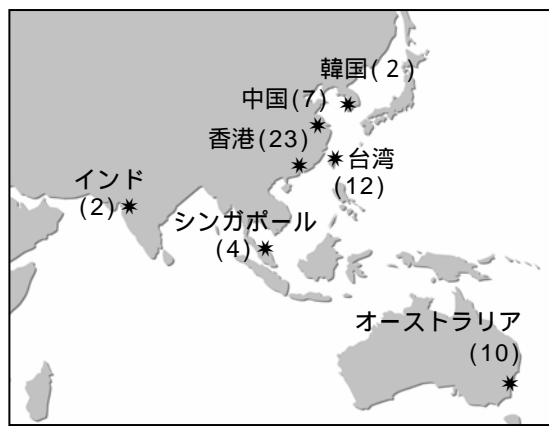 韓国(2)
中国(7)
香港(23)
台湾
(12)
インド
(2)
シンガポール
(4)
オーストラリア
(10)